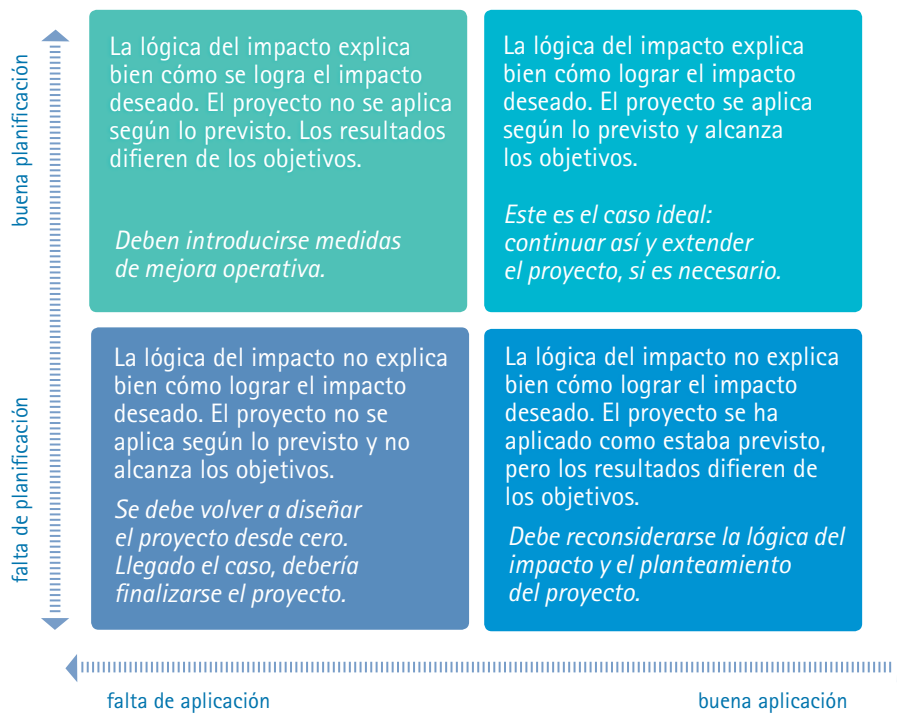 buena planificación
La lógica del impacto explica
bien cómo se logra el impacto
deseado. El proyecto no se aplica
según lo previsto. Los resultados
difieren de los objetivos.
Deben introducirse medidas
de mejora operativa.
La lógica del impacto explica
bien cómo lograr el impacto
deseado. El proyecto se aplica
según lo previsto y alcanza
los objetivos.
Este es el caso ideal:
continuar así y extender
el proyecto, si es necesario.
falta de planificación
La lógica del impacto no explica
bien cómo lograr el impacto
deseado. El proyecto no se
aplica según lo previsto y no
alcanza los objetivos.
Se debe volver a diseñar
el proyecto desde cero.
Llegado el caso, debería
finalizarse el proyecto.
La lógica del impacto no explica
bien cómo lograr el impacto
deseado. El proyecto se ha
aplicado como estaba previsto,
pero los resultados difieren de
los objetivos.
Debe reconsiderarse la lógica del
impacto y el planteamiento
del proyecto.
falta de aplicación
buena aplicación